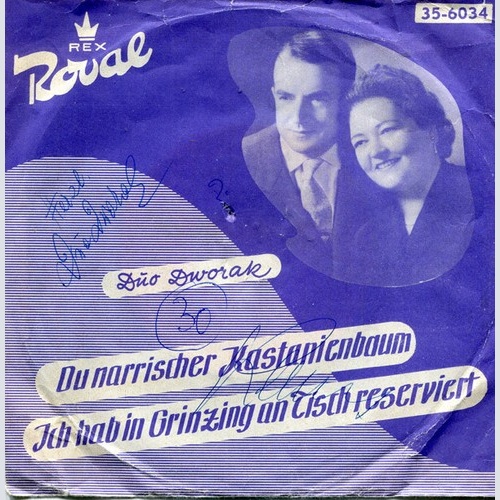 35-6034
REX
Royal
Duo Dworak
30
Du narrischer Kastanienbaum
Ich hab in Grinzing an Tisch reserviert